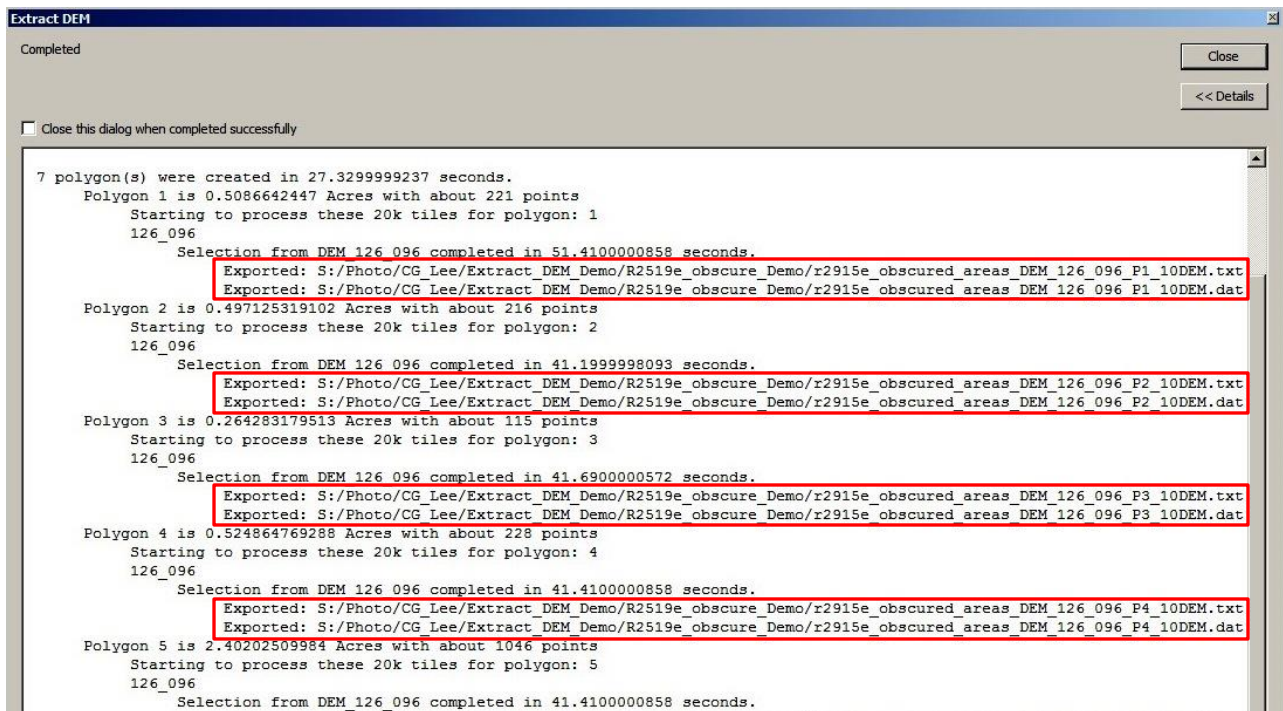 Extract DEM
Completed
Close
<< Details
Close this dialog when completed successfully
7 polygon(s) were created in 27.3299999237 seconds.
Polygon 1 is 0.5086642447 Acres with about 221 points
Starting to process these 20k tiles for polygon: 1
126_096
Selection from DEM_126_096 completed in 51.4100000858 seconds.
Exported: S:/Photo/CG_Lee/Extract_DEM_Demo/R2519e_obscure_Demo/r2915e_obscured_areas_DEM_126_096_P1_10DEM.txt
Exported: S:/Photo/CG_Lee/Extract_DEM_Demo/R2519e_obscure_Demo/r2915e_obscured_areas_DEM_126_096_P1_10DEM.dat
Polygon 2 is 0.497125319102 Acres with about 216 points
Starting to process these 20k tiles for polygon: 2
126_096
Selection from DEM_126_096 completed in 41.1999998093 seconds.
Exported: S:/Photo/CG_Lee/Extract_DEM_Demo/R2519e_obscure_Demo/r2915e_obscured_areas_DEM_126_096_P2_10DEM.txt
Exported: S:/Photo/CG_Lee/Extract_DEM_Demo/R2519e_obscure_Demo/r2915e_obscured_areas_DEM_126_096_P2_10DEM.dat
Polygon 3 is 0.264283179513 Acres with about 115 points
Starting to process these 20k tiles for polygon: 3
126_096
Selection from DEM_126_096 completed in 41.6900000572 seconds.
Exported: S:/Photo/CG_Lee/Extract_DEM_Demo/R2519e_obscure_Demo/r2915e_obscured_areas_DEM_126_096_P3_10DEM.txt
Exported: S:/Photo/CG_Lee/Extract_DEM_Demo/R2519e_obscure_Demo/r2915e_obscured_areas_DEM_126_096_P3_10DEM.dat
Polygon 4 is 0.524864769288 Acres with about 228 points
Starting to process these 20k tiles for polygon: 4
126_096
Selection from DEM_126_096 completed in 41.4100000858 seconds.
Exported: S:/Photo/CG_Lee/Extract_DEM_Demo/R2519e_obscure_Demo/r2915e_obscured_areas_DEM_126_096_P4_10DEM.txt
Exported: S:/Photo/CG_Lee/Extract_DEM_Demo/R2519e_obscure_Demo/r2915e_obscured_areas_DEM_126_096_P4_10DEM.dat
Polygon 5 is 2.40202509984 Acres with about 1046 points
Starting to process these 20k tiles for polygon: 5
126_096
Selection from DEM_126_096 completed in 41.4100000858 seconds.